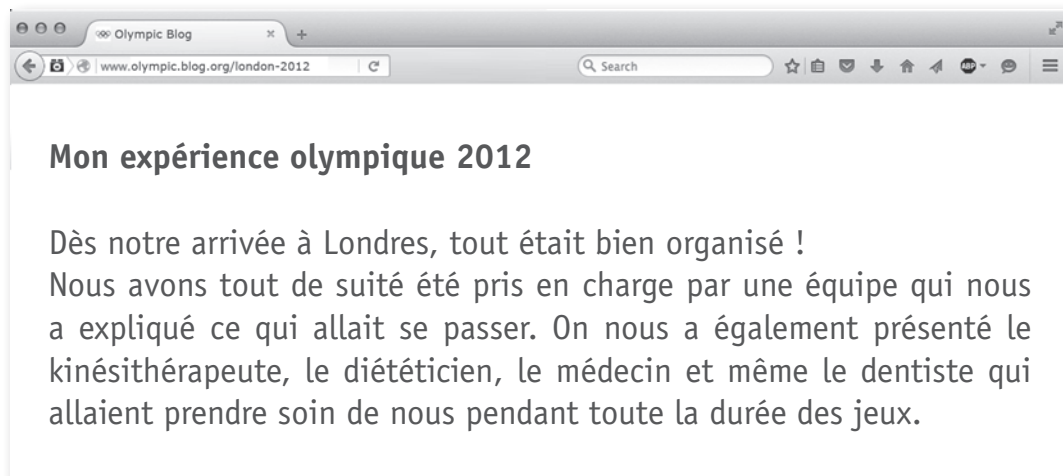 Olympic Blog
www.olympic.blog.org/london-2012
Search
ABP
Mon expérience olympique 2012
Dès notre arrivée à Londres, tout était bien organisé !
Nous avons tout de suité été pris en charge par une équipe qui nous
a expliqué ce qui allait se passer. On nous a également présenté le
kinésithérapeute, le diététicien, le médecin et même le dentiste qui
allaient prendre soin de nous pendant toute la durée des jeux.